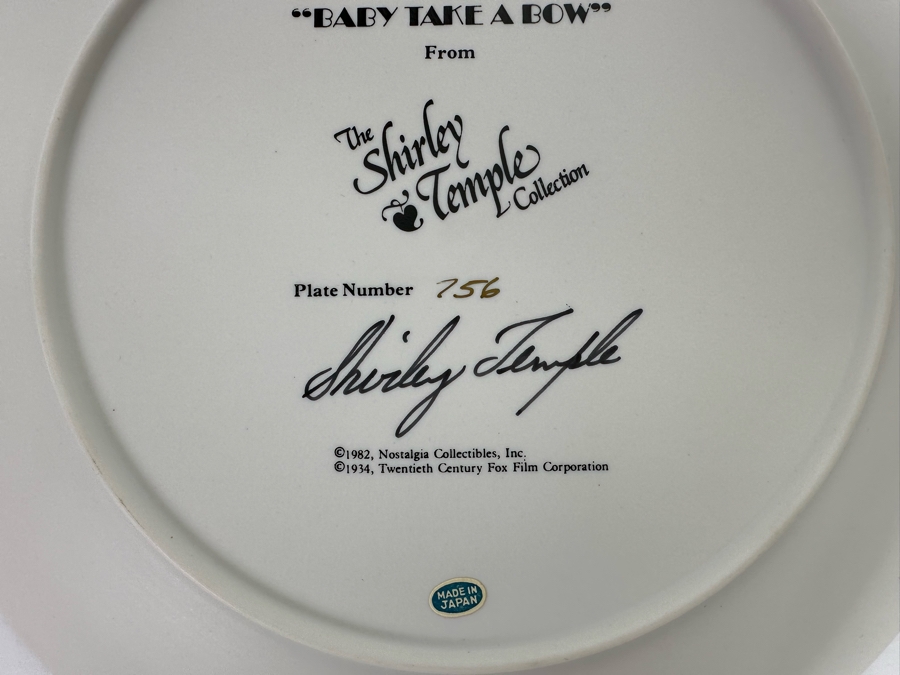 “BABY TAKE A BOW”
From
The
Shirley
Temple
Collection
Plate Number 756
Shirley Temple
©1982, Nostalgia Collectibles, Inc.
©1934, Twentieth Century Fox Film Corporation
MADE IN
JAPAN